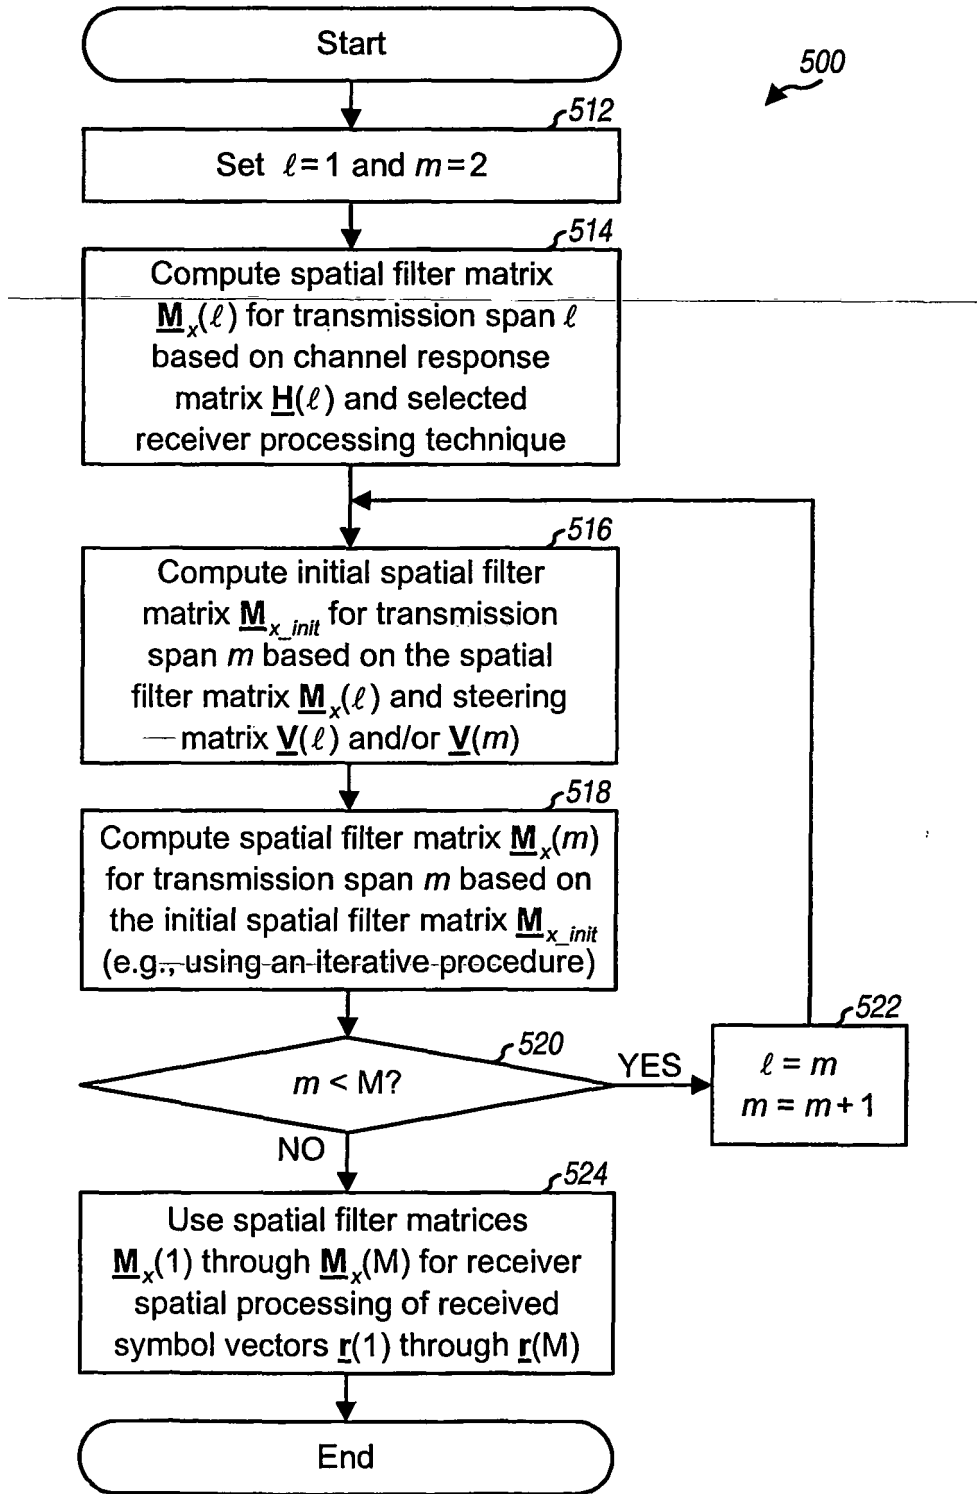 Start
500
512
Set ℓ=1 and m=2
514
Compute spatial filter matrix
M_x(ℓ) for transmission span ℓ
based on channel response
matrix H(ℓ) and selected
receiver processing technique
516
Compute initial spatial filter
matrix M_x_init for transmission
span m based on the spatial
filter matrix M_x(ℓ) and steering
matrix V(ℓ) and/or V(m)
518
Compute spatial filter matrix M_x(m)
for transmission span m based on
the initial spatial filter matrix M_x_init
(e.g., using an iterative procedure)
520
m < M?
YES
522
ℓ = m
m = m+1
NO
524
Use spatial filter matrices
M_x(1) through M_x(M) for receiver
spatial processing of received
symbol vectors r(1) through r(M)
End